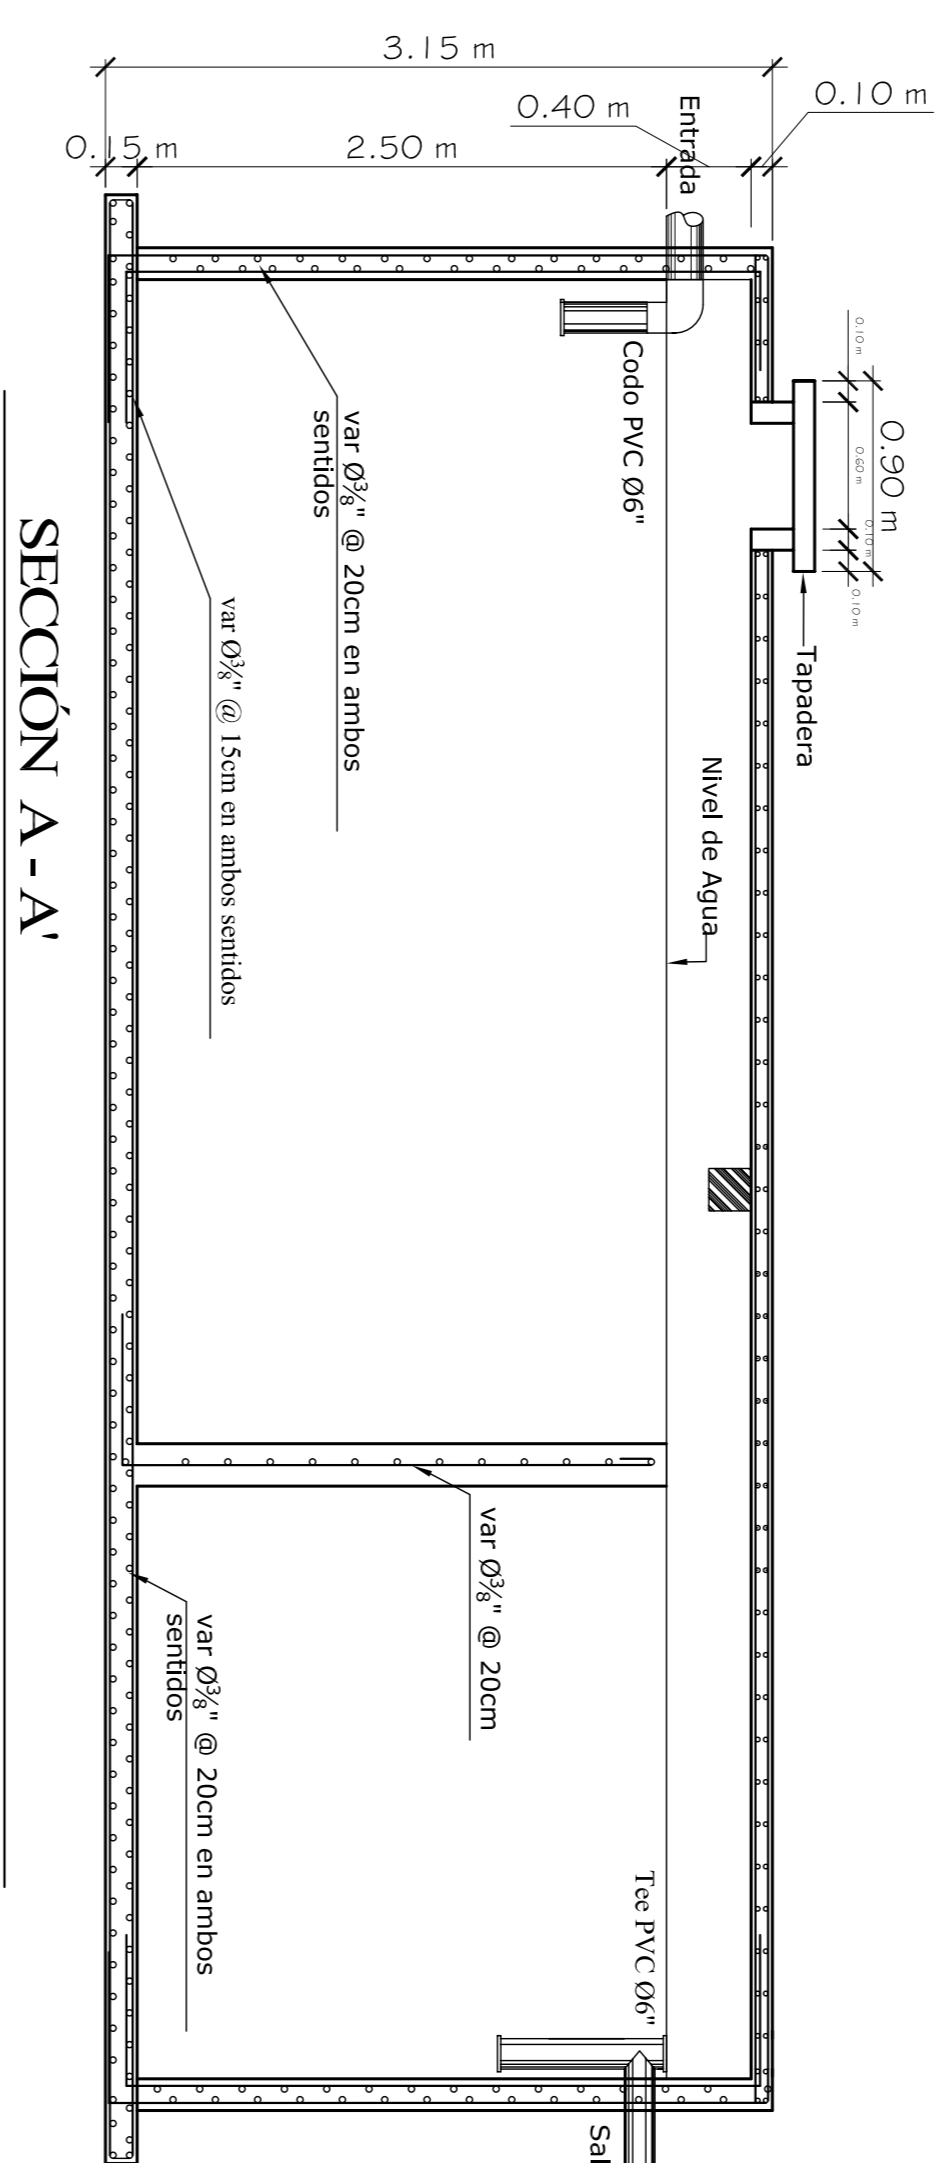 3.15 m
0.10 m
0.40 m
0.15 m
2.50 m
Entrada
0.10 m
0.90 m
0.60 m
0.10 m
0.10 m
Tapadera
Codo PVC Ø6"
var Ø3/8" @ 20cm en ambos
sentidos
var Ø3/8" @ 15cm en ambos sentidos
Nivel de Agua
var Ø3/8" @ 20cm
var Ø3/8" @ 20cm en ambos
sentidos
Tee PVC Ø6"
Sal
SECCIÓN A - A'